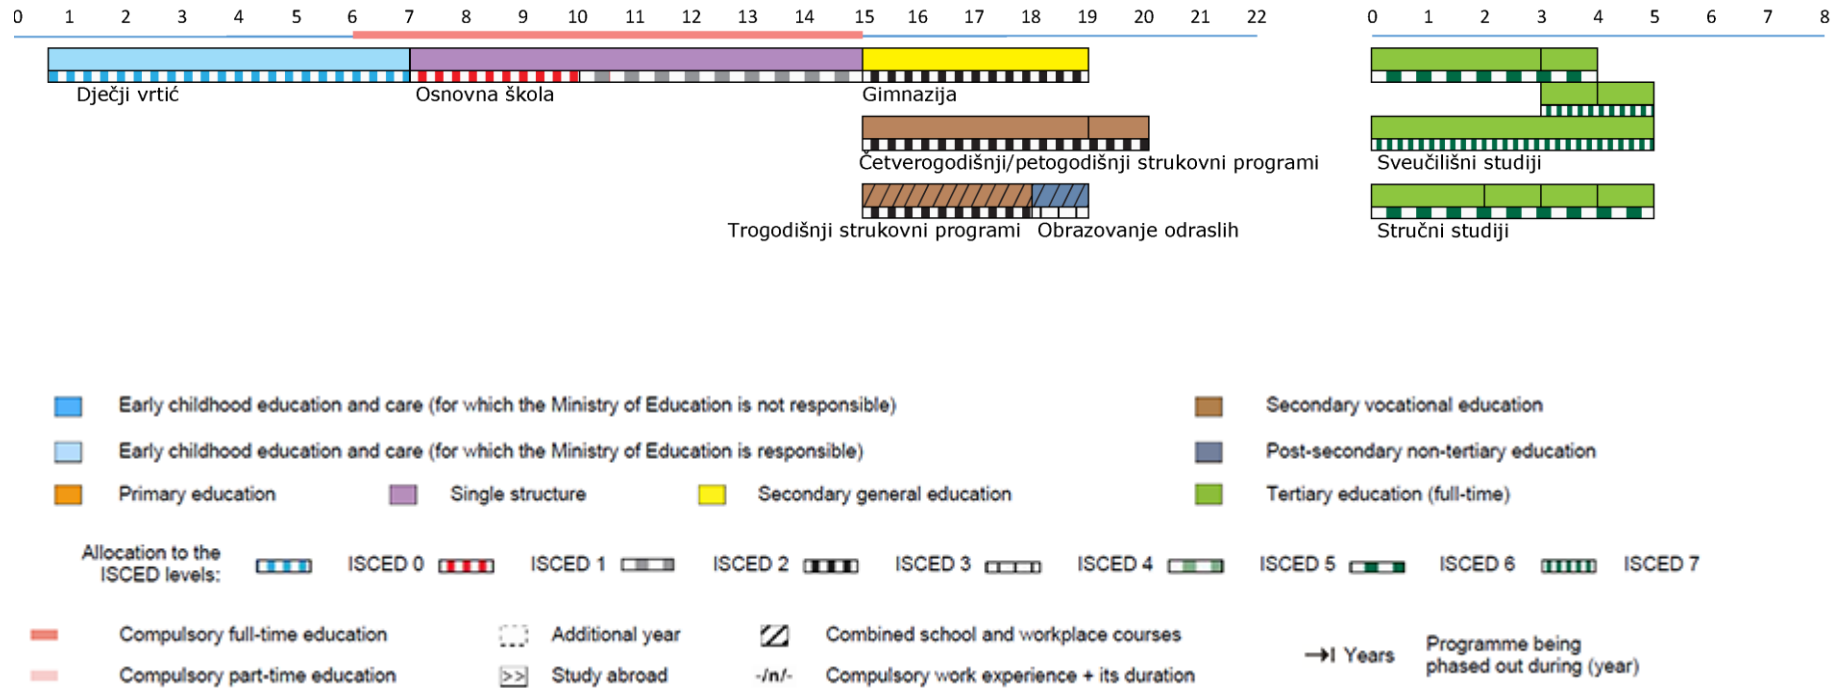 0 1 2 3 4 5 6 7 8 9 10 11 12 13 14 15 16 17 18 19 20 21 22 0 1 2 3 4 5 6 7 8
Dječji vrtić Osnovna škola Gimnazija
Četverogodišnji/petogodišnji strukovni programi Sveučilišni studiji
Trogodišnji strukovni programi Obrazovanje odraslih Stručni studiji
Early childhood education and care (for which the Ministry of Education is not responsible) Secondary vocational education
Early childhood education and care (for which the Ministry of Education is responsible) Post-secondary non-tertiary education
Primary education Single structure Secondary general education Tertiary education (full-time)
Allocation to the
ISCED levels: ISCED 0 ISCED 1 ISCED 2 ISCED 3 ISCED 4 ISCED 5 ISCED 6 ISCED 7
Compulsory full-time education Additional year Combined school and workplace courses
Compulsory part-time education >> Study abroad -/n/- Compulsory work experience + its duration
Years Programme being
phased out during (year)